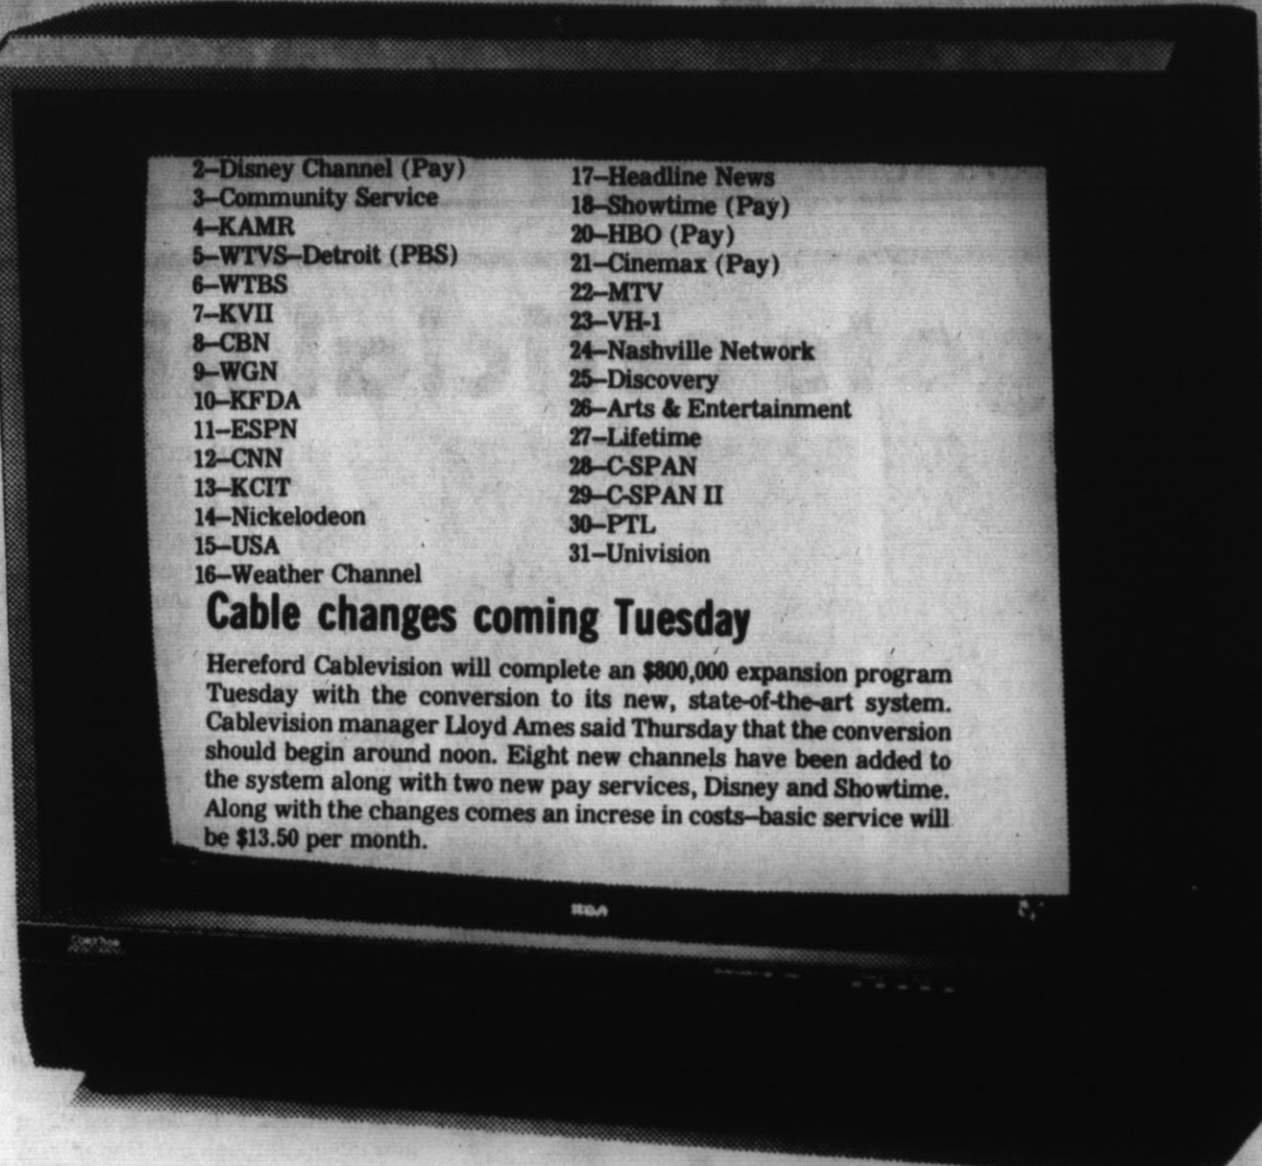 2–Disney Channel (Pay)
3–Community Service
4–KAMR
5–WTVS–Detroit (PBS)
6–WTBS
7–KVII
8–CBN
9–WGN
10–KFDA
11–ESPN
12–CNN
13–KCIT
14–Nickelodeon
15–USA
16–Weather Channel
17–Headline News
18–Showtime (Pay)
20–HBO (Pay)
21–Cinemax (Pay)
22–MTV
23–VH-1
24–Nashville Network
25–Discovery
26–Arts & Entertainment
27–Lifetime
28–C-SPAN
29–C-SPAN II
30–PTL
31–Univision
Cable changes coming Tuesday
Hereford Cablevision will complete an $800,000 expansion program
Tuesday with the conversion to its new, state-of-the-art system.
Cablevision manager Lloyd Ames said Thursday that the conversion
should begin around noon. Eight new channels have been added to
the system along with two new pay services, Disney and Showtime.
Along with the changes comes an increse in costs–basic service will
be $13.50 per month.
RCA